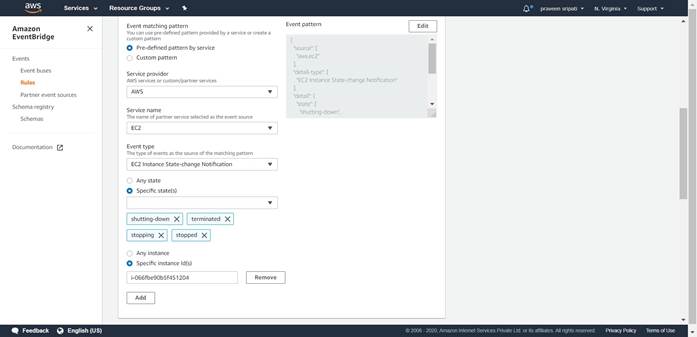 aws
Services
Resource Groups
praveen sripati
N. Virginia
Support
Amazon
EventBridge
Events
Event buses
Rules
Partner event sources
Schema registry
Schemas
Documentation
Event matching pattern
You can use pre-defined pattern provided by a service or create a
custom pattern
Pre-defined pattern by service
Custom pattern
Service provider
AWS services or custom/partner services
AWS
Service name
The name of partner service selected as the event source
EC2
Event type
The type of events as the source of the matching pattern
EC2 Instance State-change Notification
Any state
Specific state(s)
shutting-down
terminated
stopping
stopped
Any instance
Specific instance Id(s)
i-066fbe90b5f451204
Remove
Add
Event pattern
Edit
{
"source": [
"aws.ec2"
],
"detail-type": [
"EC2 Instance State-change Notification"
],
"detail": {
"state": [
"shutting-down",
Feedback
English (US)
© 2008 - 2020, Amazon Internet Services Private Ltd. or its affiliates. All rights reserved.
Privacy Policy
Terms of Use